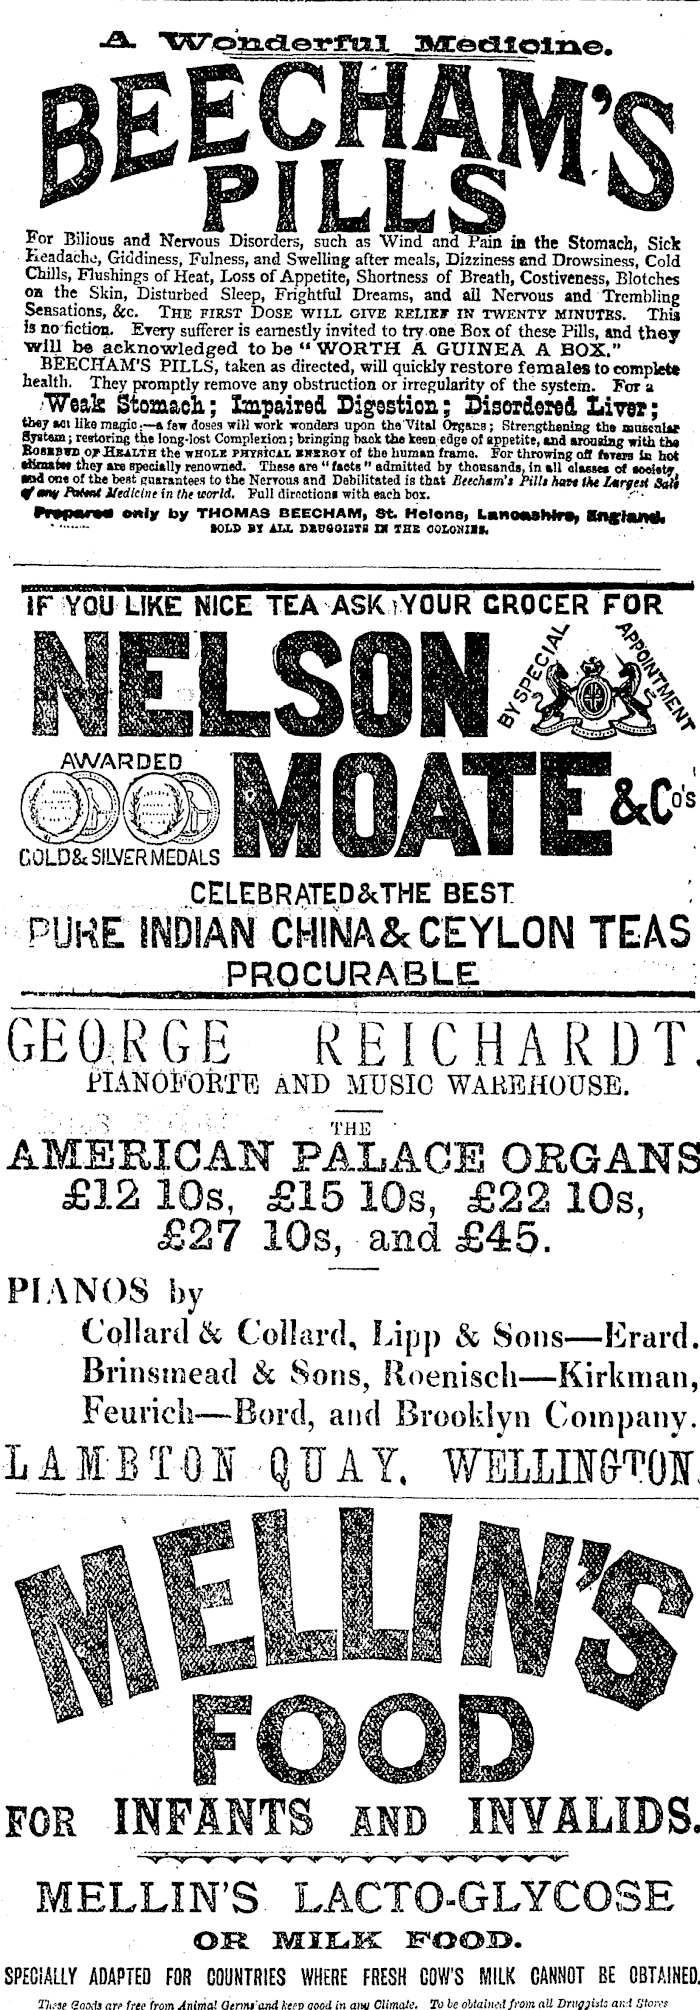 A Wonderful Medicine.
BEECHAM'S
PILLS
For Bilious and Nervous Disorders, such as Wind and Pain in the Stomach, Sick
Headache, Giddiness, Fulness, and Swelling after meals, Dizziness and Drowsiness, Cold
Chills, Flushings of Heat, Loss of Appetite, Shortness of Breath, Costiveness, Blotches
on the Skin, Disturbed Sleep, Frightful Dreams, and all Nervous and Trembling
Sensations, &c. THE FIRST DOSE WILL GIVE RELIEF IN TWENTY MINUTES. This
is no fiction. Every sufferer is earnestly invited to try one Box of these Pills, and they
will be acknowledged to be "WORTH A GUINEA A BOX."
BEECHAM'S PILLS, taken as directed, will quickly restore females to complete
health. They promptly remove any obstruction or irregularity of the system. For a
Weak Stomach; Impaired Digestion; Disordered Liver;
they act like magic:—a few doses will work wonders upon the Vital Organs; Strengthening the muscular
System; restoring the long-lost Complexion; bringing back the keen edge of appetite, and arousing with the
ROSEBUD OF HEALTH the WHOLE PHYSICAL ENERGY of the human frame. For throwing off fevers in hot
climates they are specially renowned. These are "facts" admitted by thousands, in all classes of society,
and one of the best guarantees to the Nervous and Debilitated is that Beecham's Pills have the Largest Sale
of any Patent Medicine in the world. Full directions with each box.
Prepared only by THOMAS BEECHAM, St. Helens, Lancashire, England.
SOLD BY ALL DRUGGISTS IN THE COLONIES.
IF YOU LIKE NICE TEA ASK YOUR GROCER FOR
NELSON
BY SPECIAL APPOINTMENT
AWARDED
MOATE & Co's
GOLD & SILVER MEDALS
CELEBRATED & THE BEST
PURE INDIAN CHINA & CEYLON TEAS
PROCURABLE
GEORGE REICHARDT.
PIANOFORTE AND MUSIC WAREHOUSE.
THE
AMERICAN PALACE ORGANS
£12 10s, £15 10s, £22 10s,
£27 10s, and £45.
PIANOS by
Collard & Collard, Lipp & Sons—Erard.
Brinsmead & Sons, Roenisch—Kirkman,
Feurich—Bord, and Brooklyn Company.
LAMBTON QUAY. WELLINGTON.
MELLIN'S
FOOD
FOR INFANTS AND INVALIDS.
MELLIN'S LACTO-GLYCOSE
OR MILK FOOD.
SPECIALLY ADAPTED FOR COUNTRIES WHERE FRESH COW'S MILK CANNOT BE OBTAINED.
These Goods are free from Animal Germs and keep good in any Climate. To be obtained from all Druggists and Stores